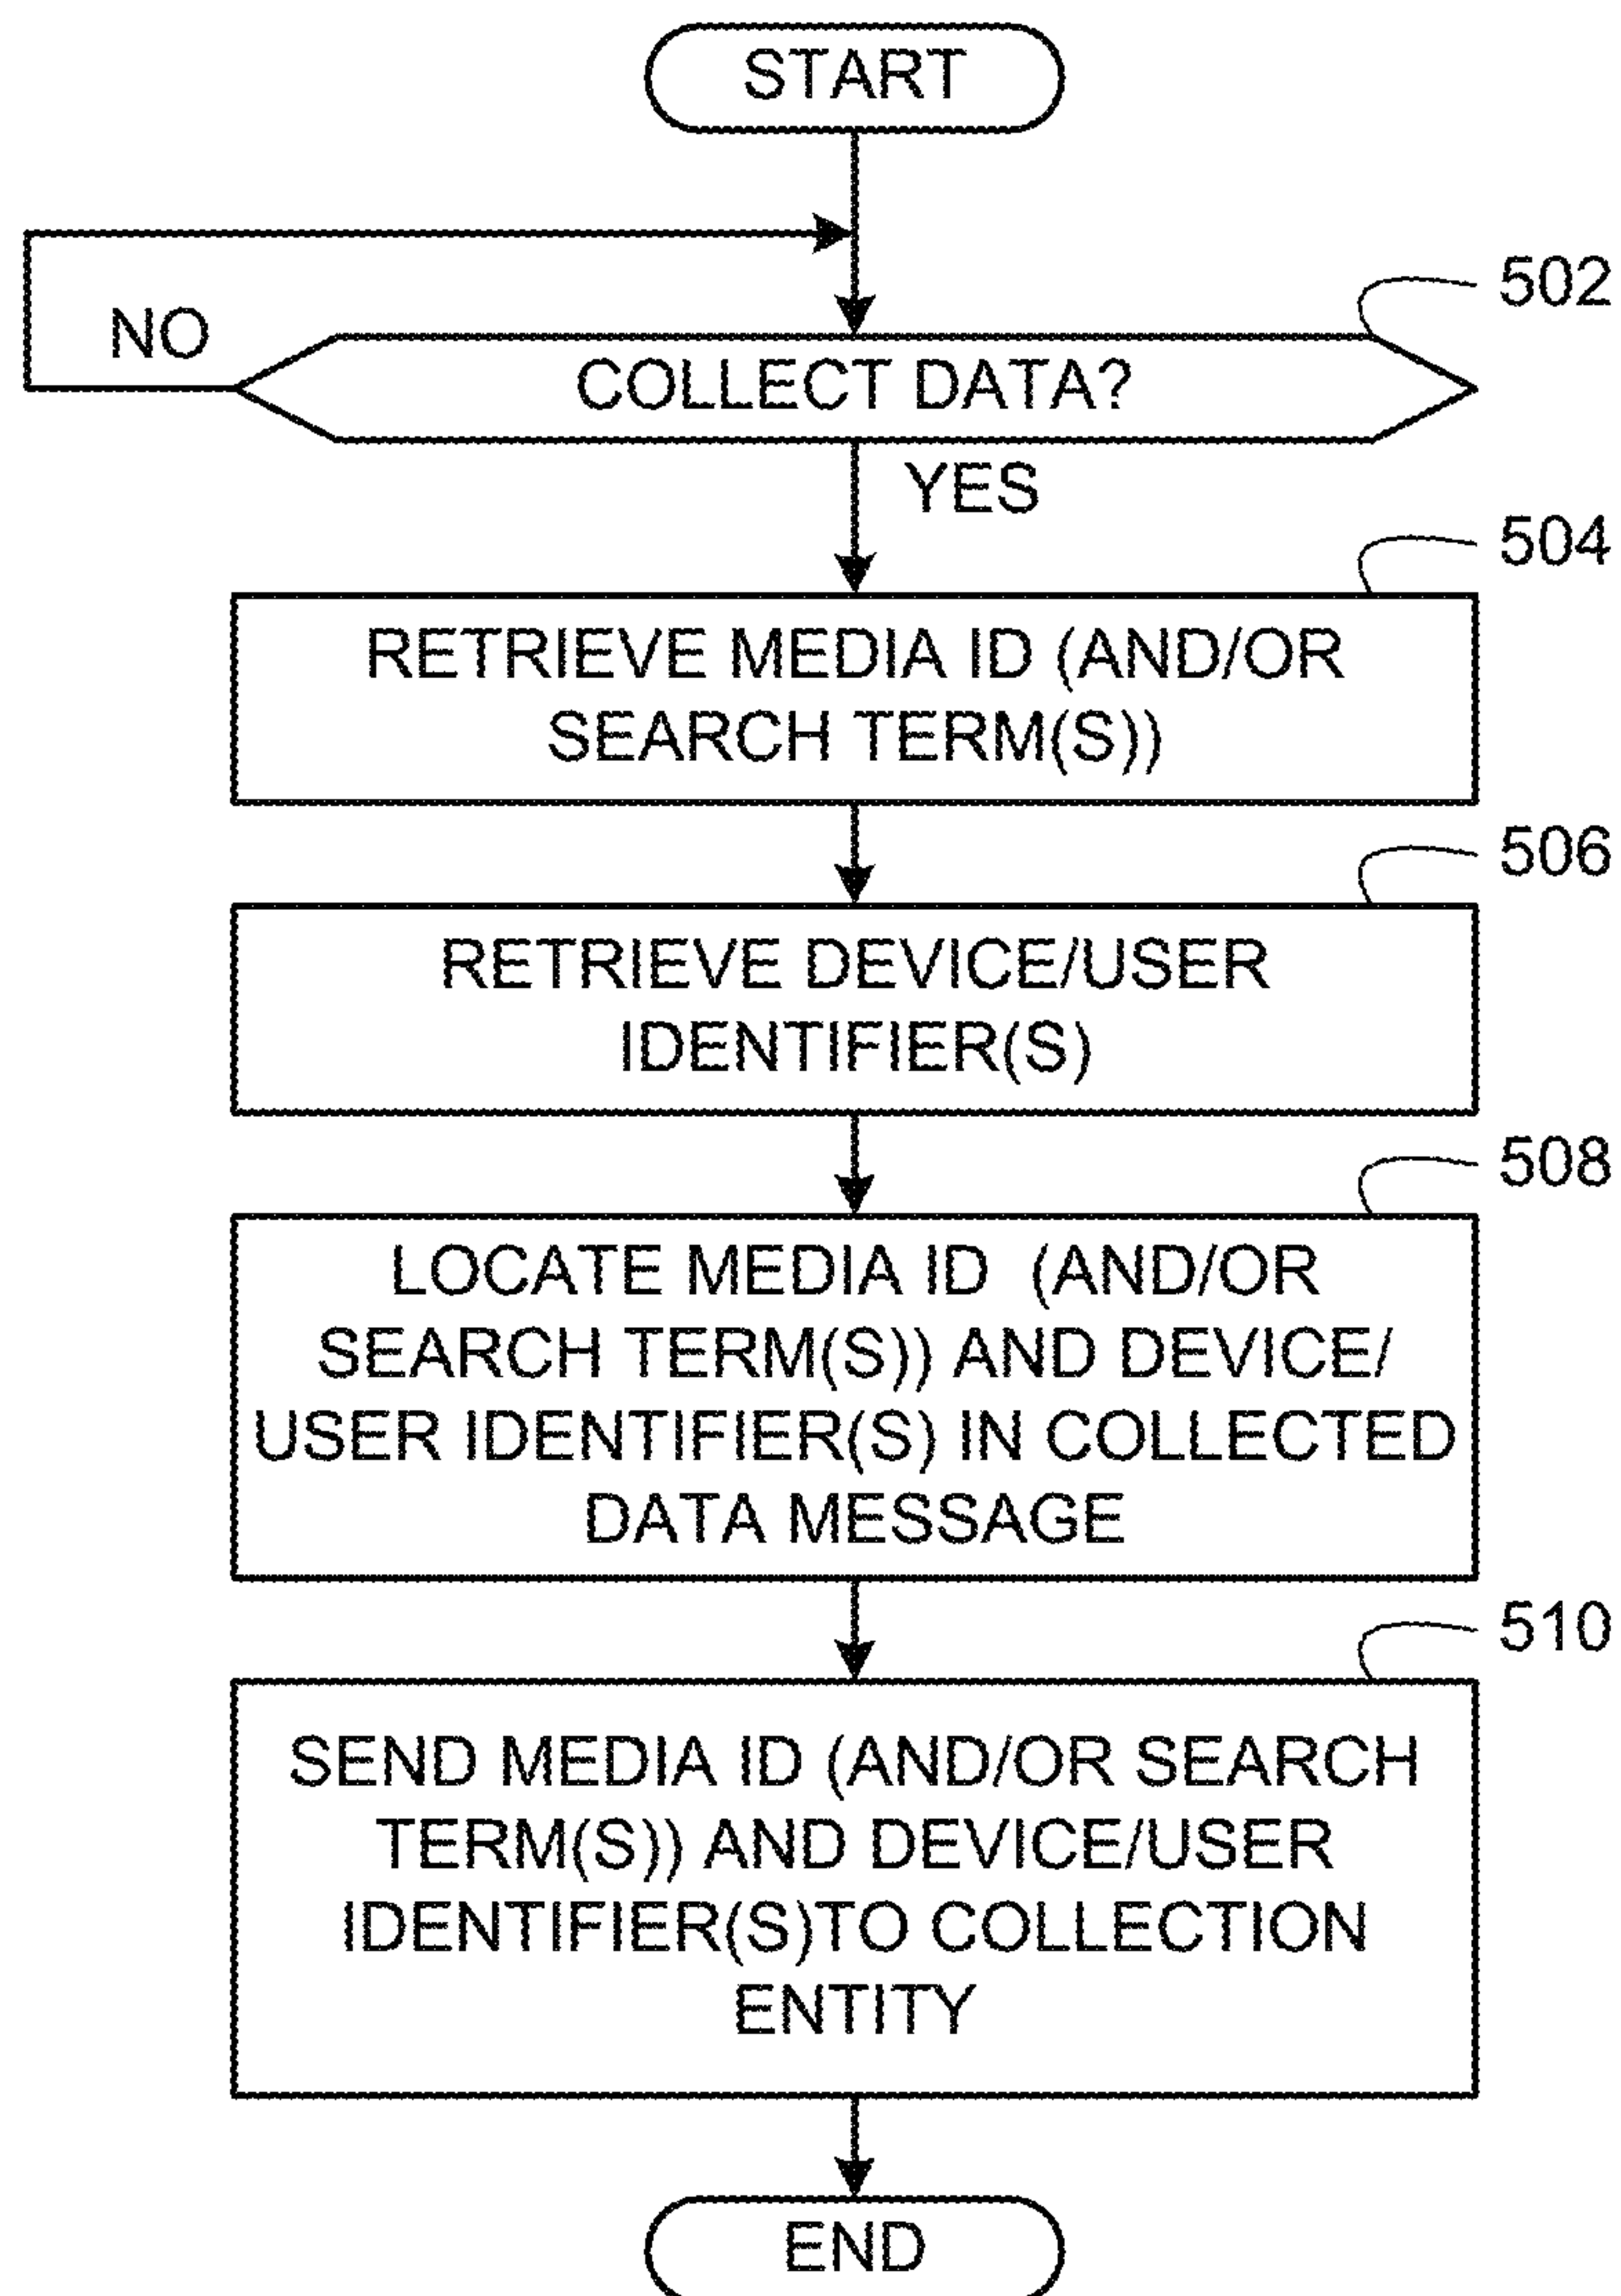 START
502
NO
COLLECT DATA?
YES
504
RETRIEVE MEDIA ID (AND/OR
SEARCH TERM(S))
506
RETRIEVE DEVICE/USER
IDENTIFIER(S)
508
LOCATE MEDIA ID (AND/OR
SEARCH TERM(S)) AND DEVICE/
USER IDENTIFIER(S) IN COLLECTED
DATA MESSAGE
510
SEND MEDIA ID (AND/OR SEARCH
TERM(S)) AND DEVICE/USER
IDENTIFIER(S)TO COLLECTION
ENTITY
END